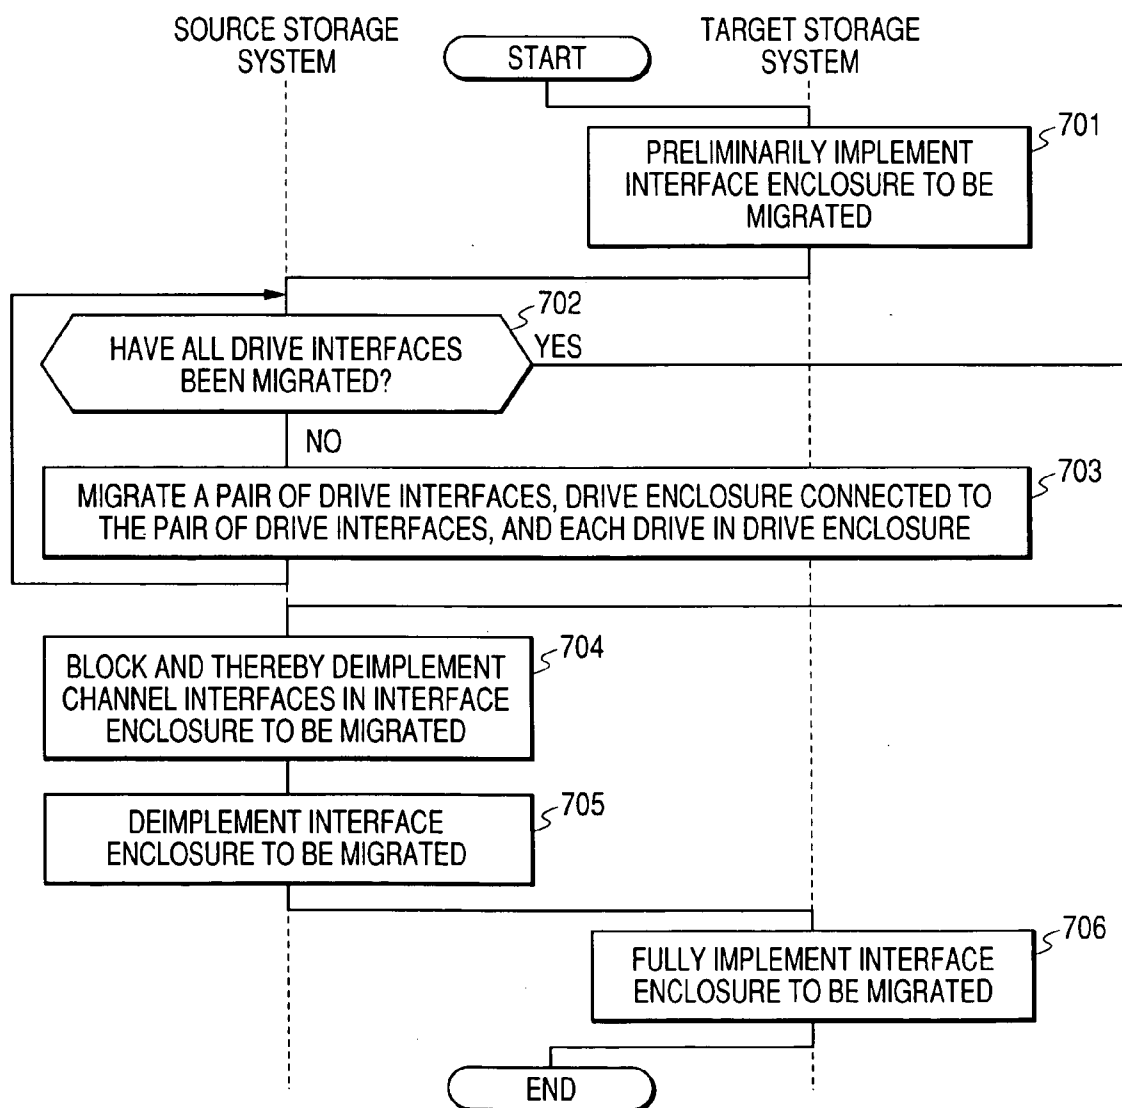 SOURCE STORAGE
SYSTEM
START
TARGET STORAGE
SYSTEM
701
PRELIMINARILY IMPLEMENT
INTERFACE ENCLOSURE TO BE
MIGRATED
702
HAVE ALL DRIVE INTERFACES
BEEN MIGRATED?
YES
NO
703
MIGRATE A PAIR OF DRIVE INTERFACES, DRIVE ENCLOSURE CONNECTED TO
THE PAIR OF DRIVE INTERFACES, AND EACH DRIVE IN DRIVE ENCLOSURE
704
BLOCK AND THEREBY DEIMPLEMENT
CHANNEL INTERFACES IN INTERFACE
ENCLOSURE TO BE MIGRATED
705
DEIMPLEMENT INTERFACE
ENCLOSURE TO BE MIGRATED
706
FULLY IMPLEMENT INTERFACE
ENCLOSURE TO BE MIGRATED
END